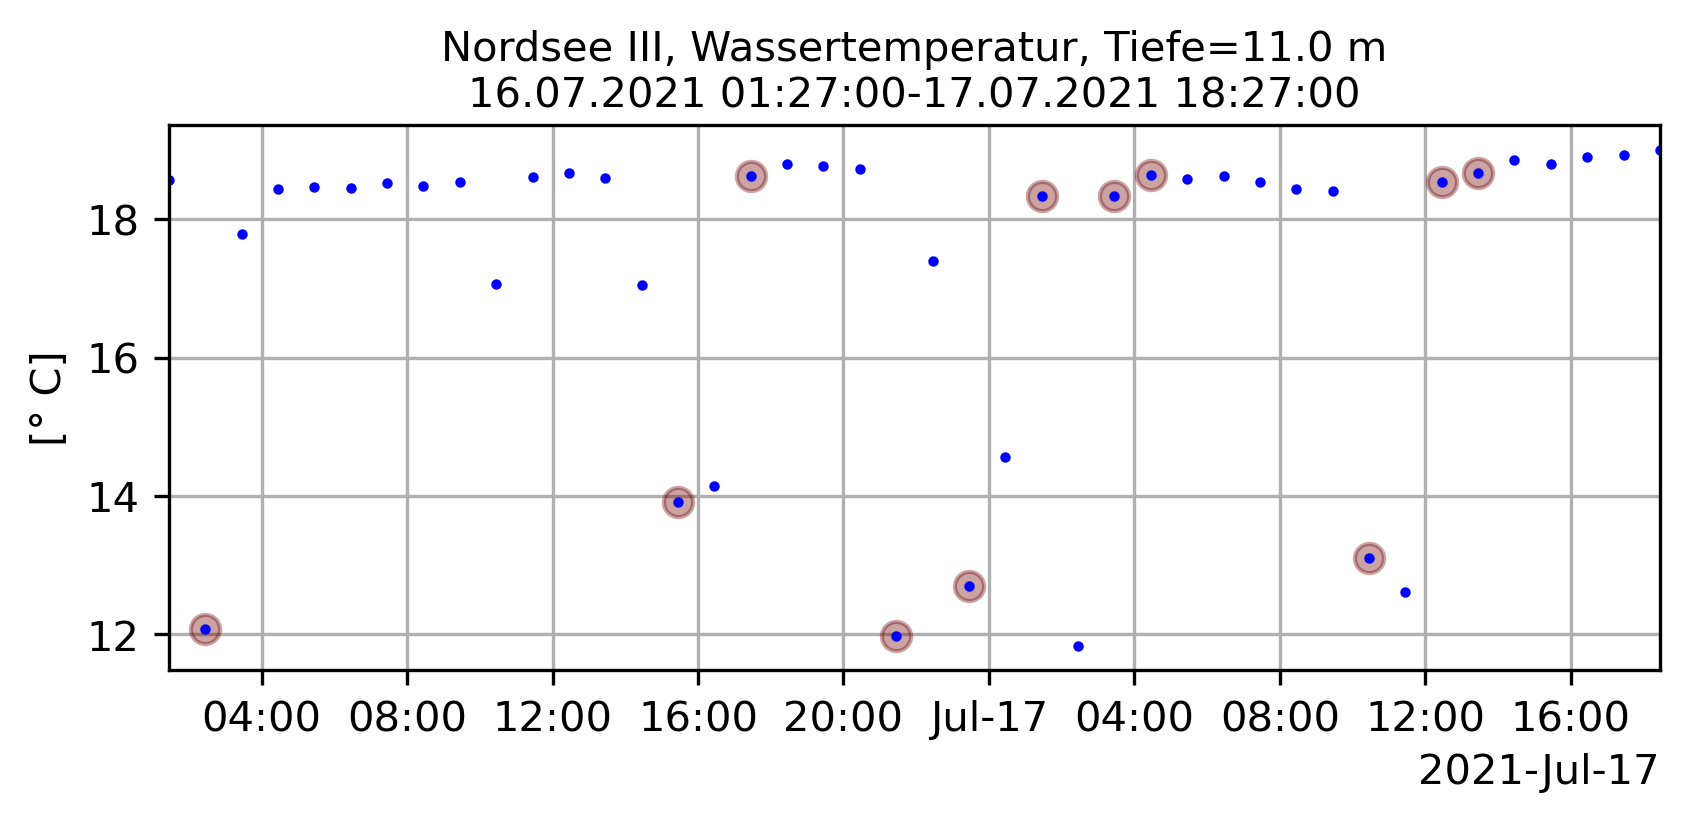 Nordsee III, Wassertemperatur, Tiefe=11.0 m
16.07.2021 01:27:00-17.07.2021 18:27:00
[° C]
18
16
14
12
04:00 08:00 12:00 16:00 20:00 Jul-17 04:00 08:00 12:00 16:00
2021-Jul-17